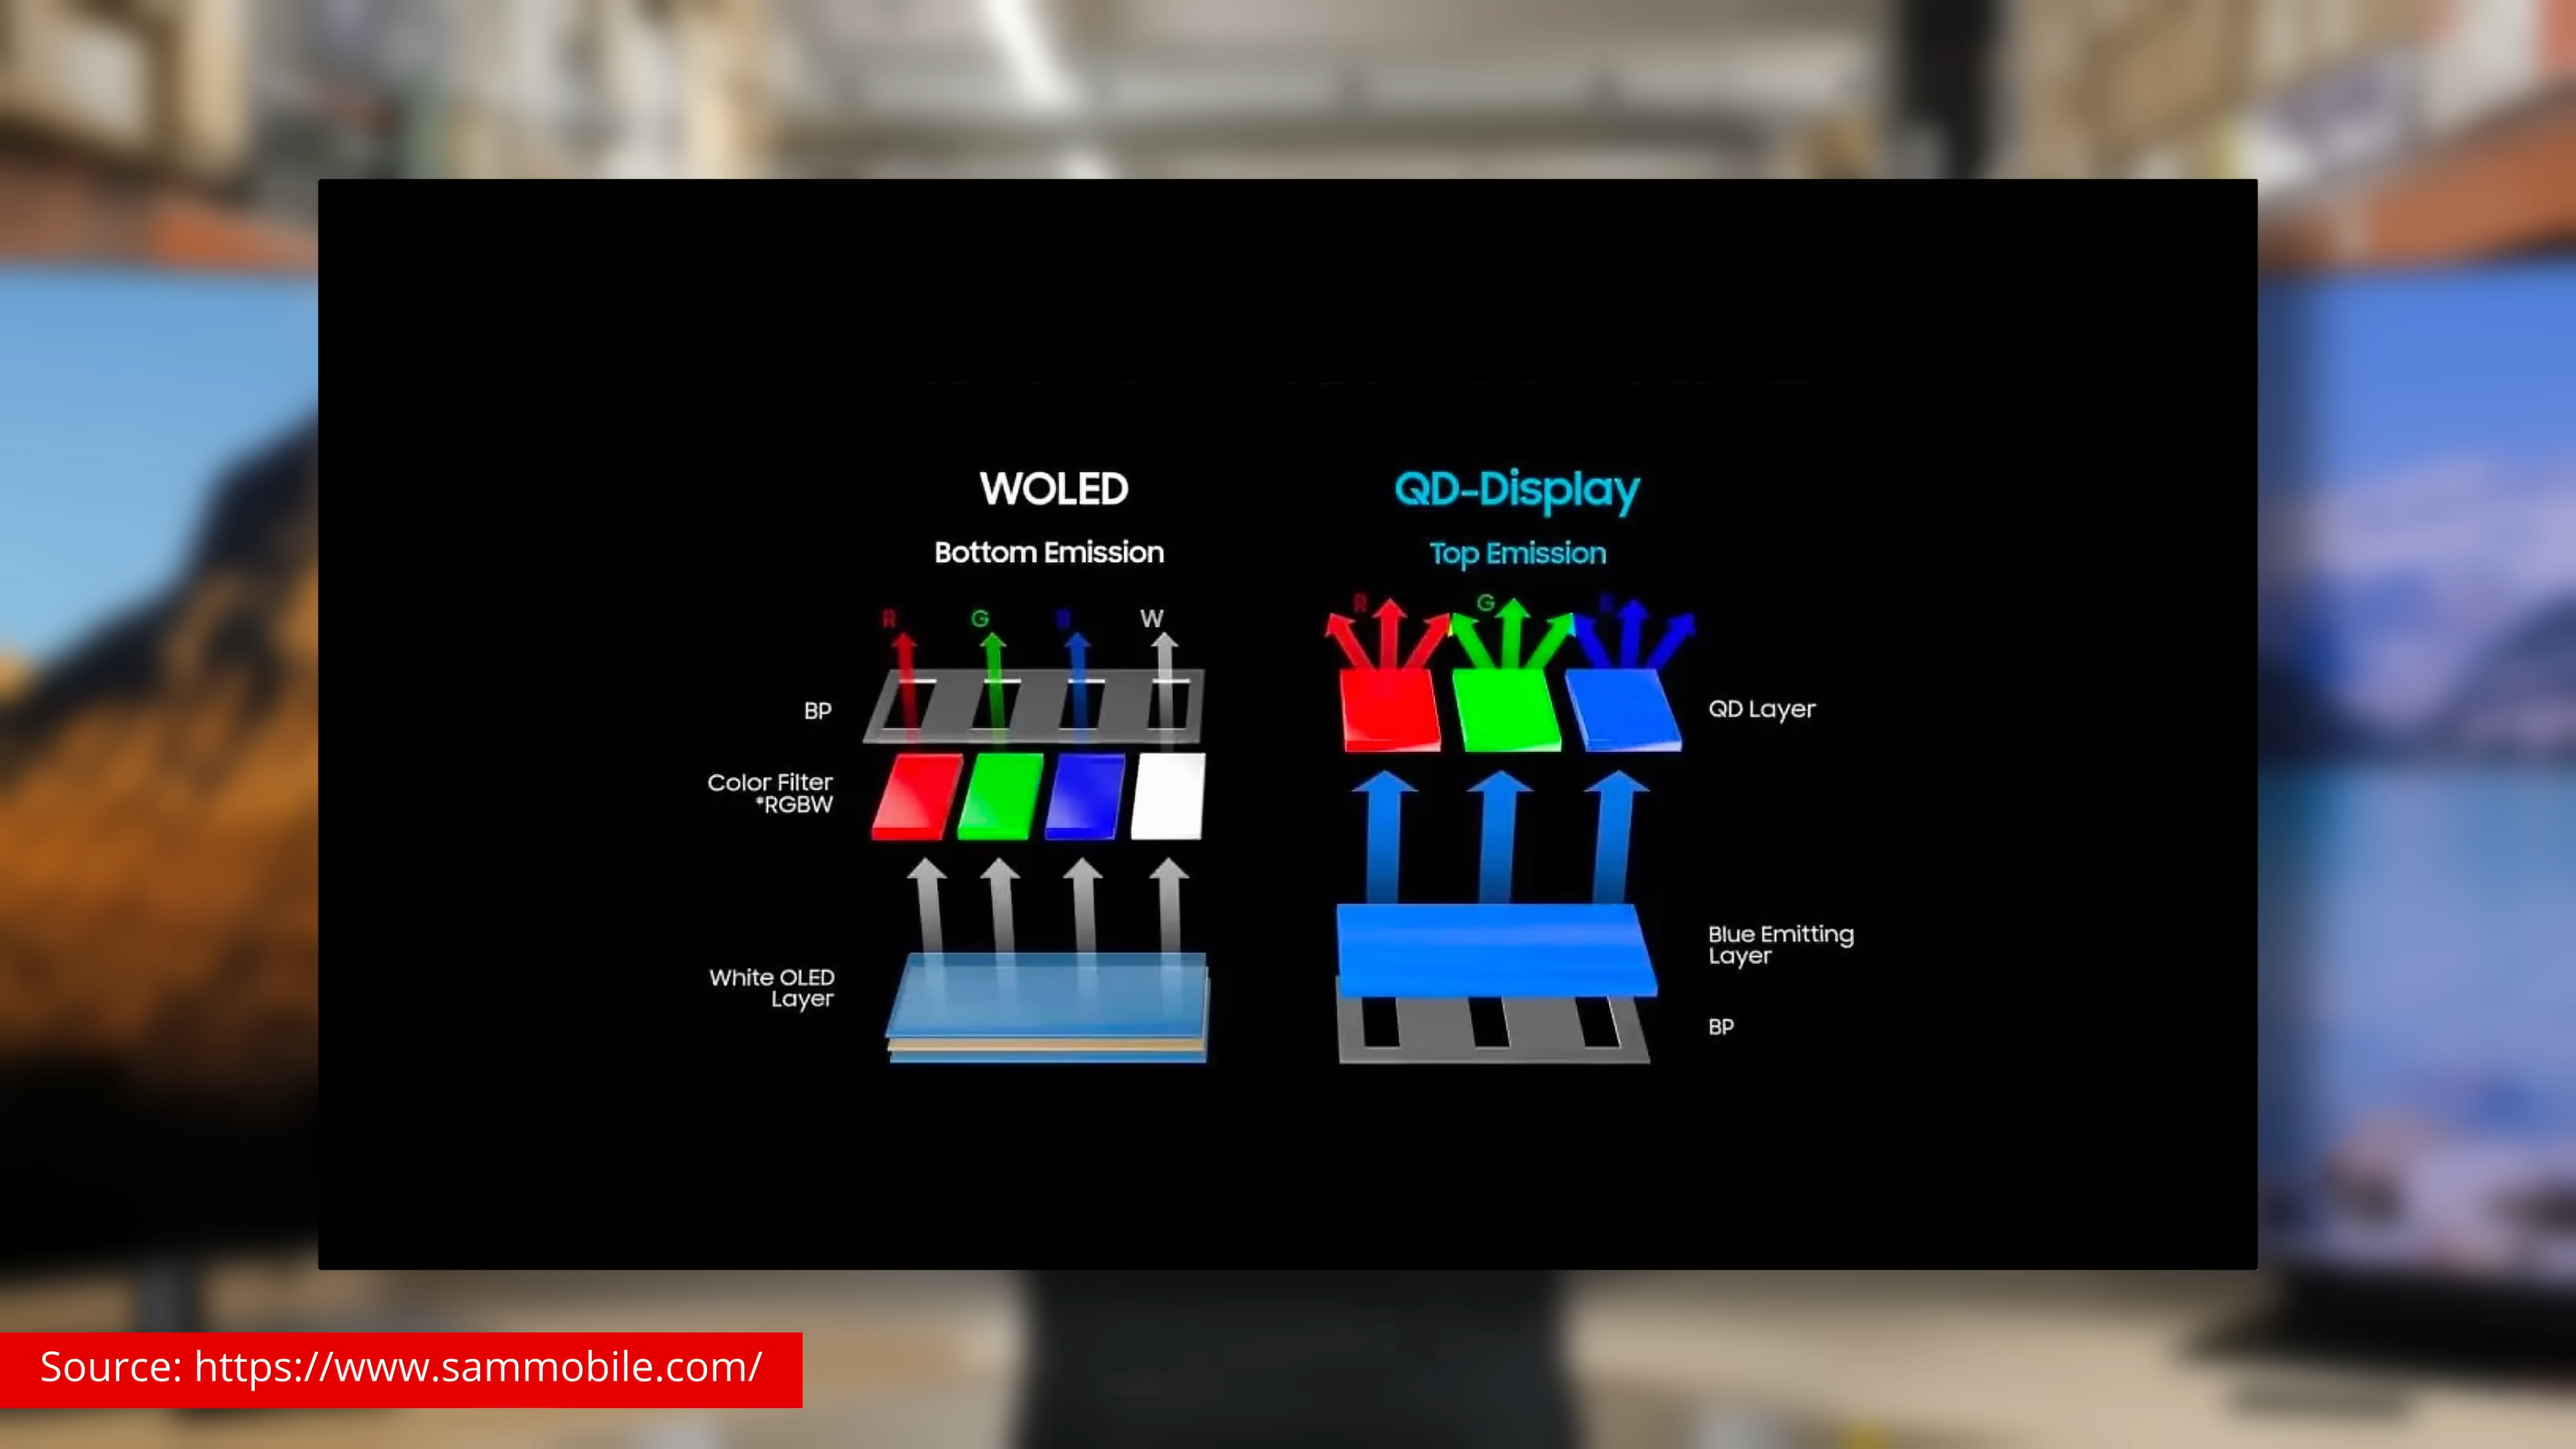 WOLED
Bottom Emission
R G B W
BP
Color Filter
*RGBW
White OLED
Layer
QD-Display
Top Emission
R G B
QD Layer
Blue Emitting
Layer
BP
Source: https://www.sammobile.com/